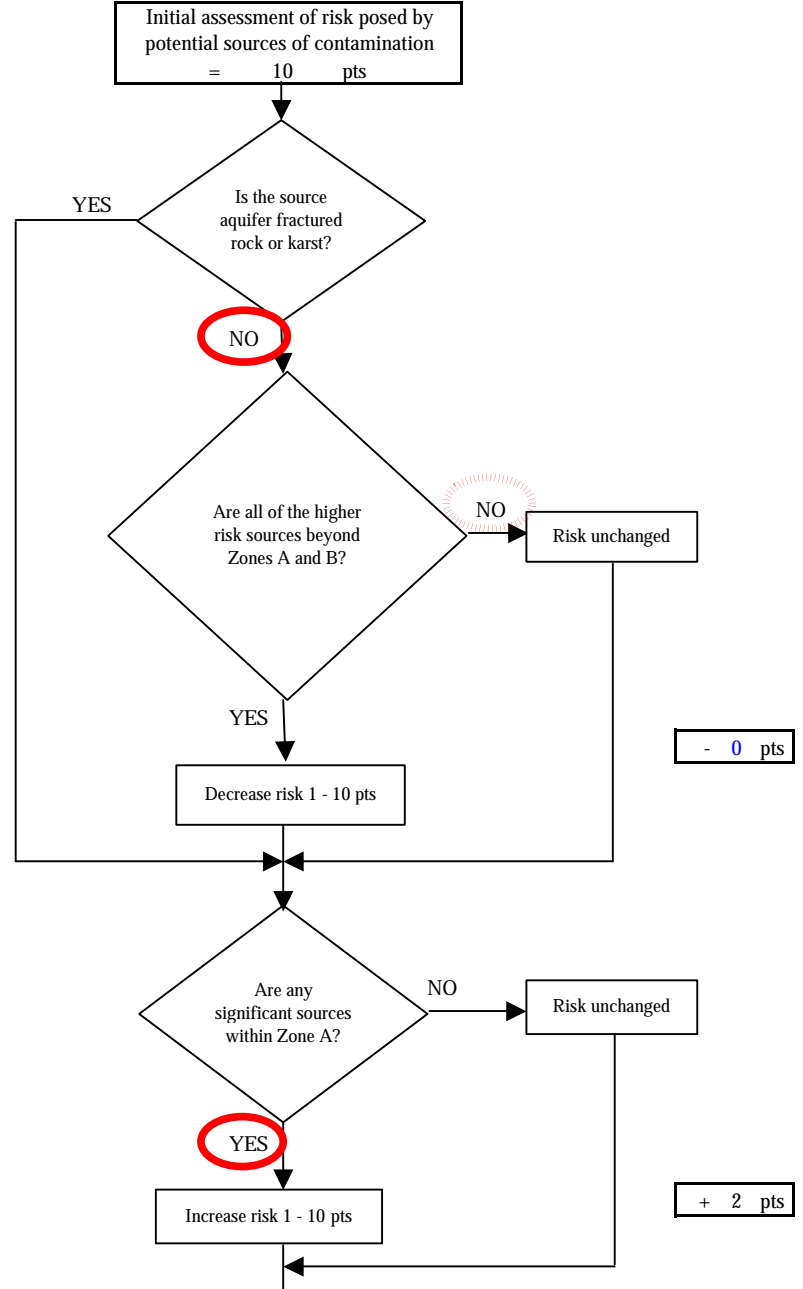 Initial assessment of risk posed by
potential sources of contamination
= 10 pts
YES
Is the source
aquifer fractured
rock or karst?
NO
Are all of the higher
risk sources beyond
Zones A and B?
NO
Risk unchanged
YES
- 0 pts
Decrease risk 1 - 10 pts
Are any
significant sources
within Zone A?
NO
Risk unchanged
YES
+ 2 pts
Increase risk 1 - 10 pts